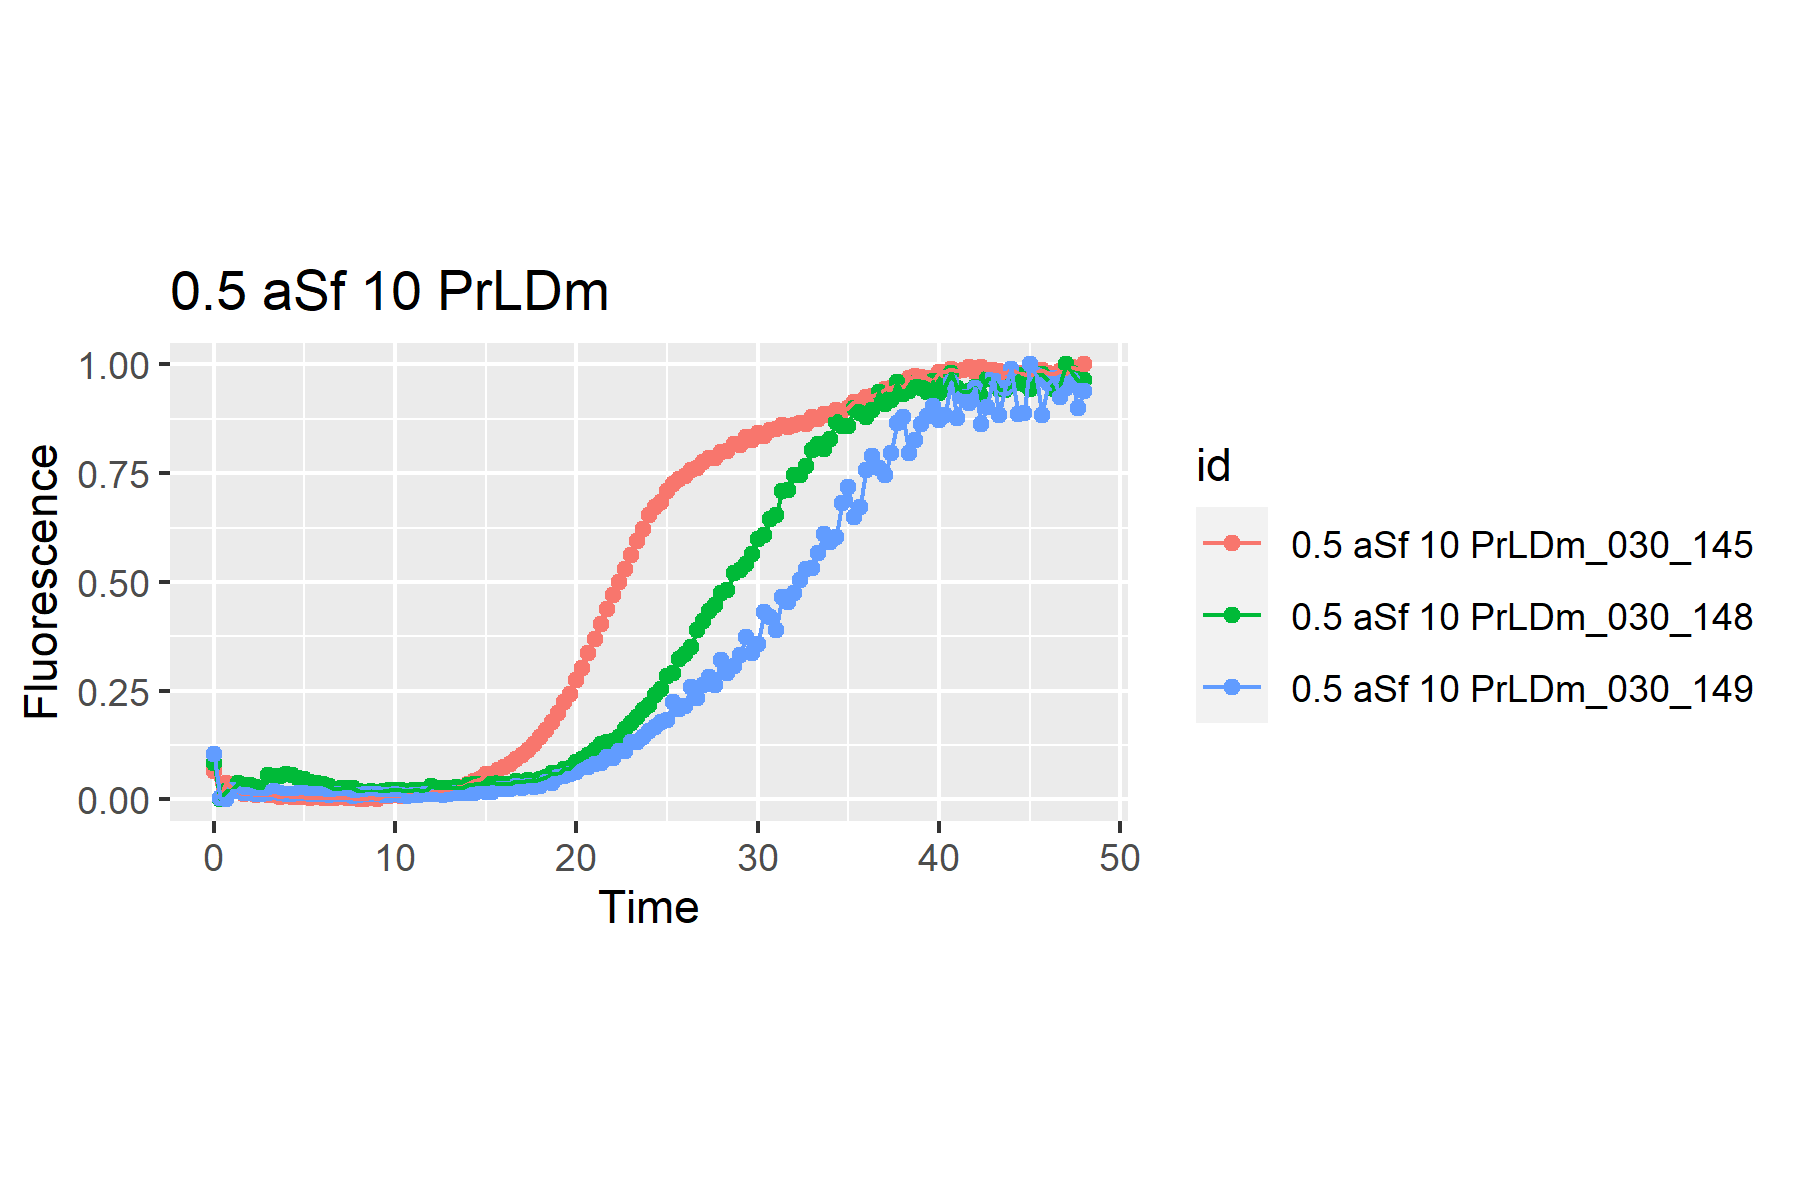 0.5 aSf 10 PrLDm
1.00
0.75
0.50
0.25
0.00
Fluorescence
0 10 20 30 40 50
Time
id
0.5 aSf 10 PrLDm_030_145
0.5 aSf 10 PrLDm_030_148
0.5 aSf 10 PrLDm_030_149